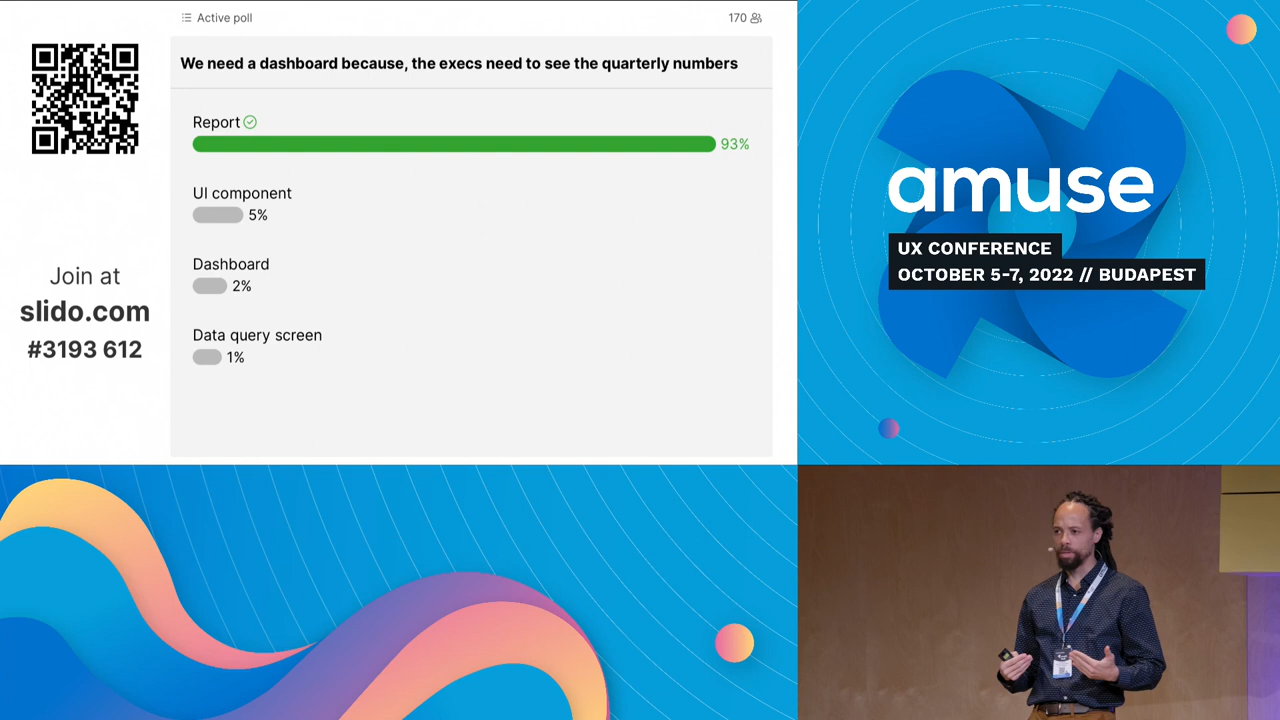 Active poll
170
We need a dashboard because, the execs need to see the quarterly numbers
Report
93%
UI component
5%
Dashboard
2%
Data query screen
1%
Join at
slido.com
#3193 612
amuse
UX CONFERENCE
OCTOBER 5-7, 2022 // BUDAPEST